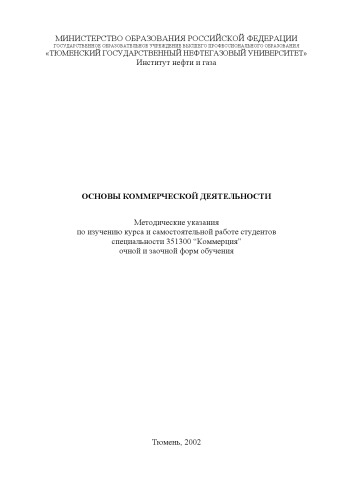 МИНИСТЕРСТВО ОБРАЗОВАНИЯ РОССИЙСКОЙ ФЕДЕРАЦИИ
ГОСУДАРСТВЕННОЕ ОБРАЗОВАТЕЛЬНОЕ УЧРЕЖДЕНИЕ ВЫСШЕГО ПРОФЕССИОНАЛЬНОГО ОБРАЗОВАНИЯ
«ТЮМЕНСКИЙ ГОСУДАРСТВЕННЫЙ НЕФТЕГАЗОВЫЙ УНИВЕРСИТЕТ»
Институт нефти и газа
ОСНОВЫ КОММЕРЧЕСКОЙ ДЕЯТЕЛЬНОСТИ
Методические указания
по изучению курса и самостоятельной работе студентов
специальности 351300 "Коммерция"
очной и заочной форм обучения
Тюмень, 2002